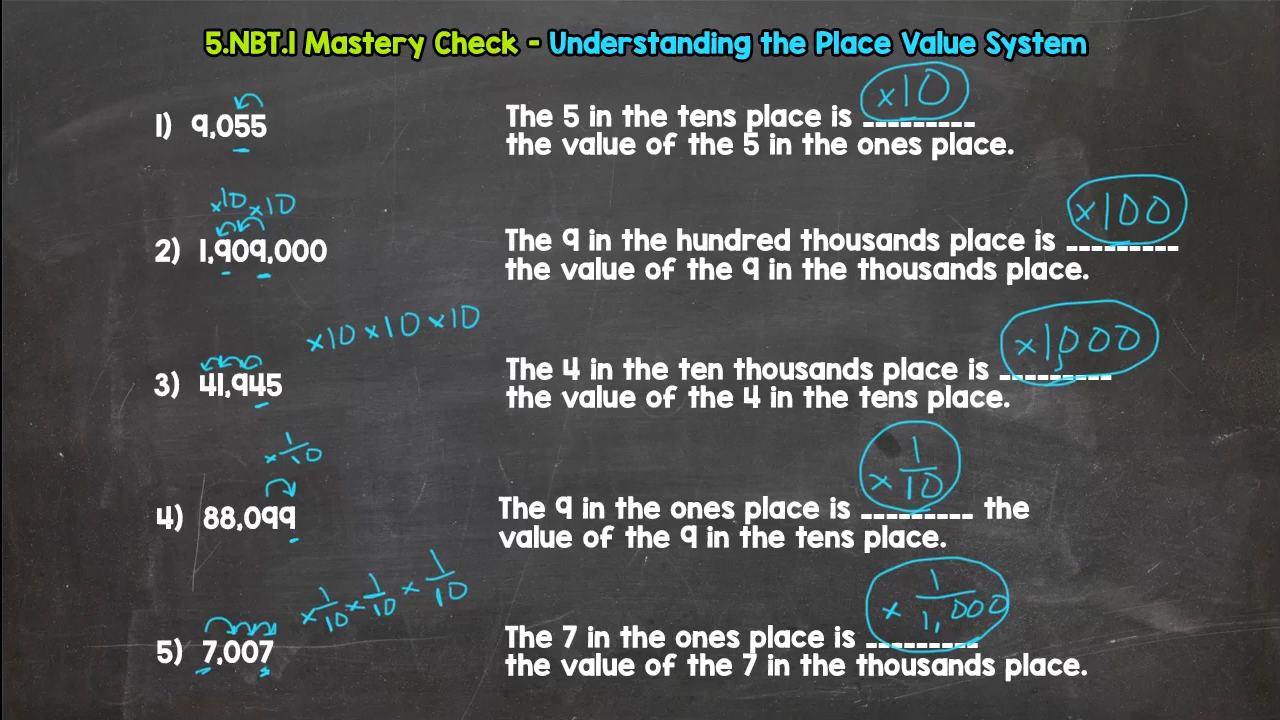 5.NBT.1 Mastery Check - Understanding the Place Value System
1) 9,055
The 5 in the tens place is ×10
the value of the 5 in the ones place.
×10 ×10
2) 1,909,000
The 9 in the hundred thousands place is ×100
the value of the 9 in the thousands place.
×10 ×10 ×10
3) 41,945
The 4 in the ten thousands place is ×1,000
the value of the 4 in the tens place.
×1/10
4) 88,099
The 9 in the ones place is ×1/10 the
value of the 9 in the tens place.
×1/10 ×1/10 ×1/10
5) 7,007
The 7 in the ones place is ×1/1,000
the value of the 7 in the thousands place.